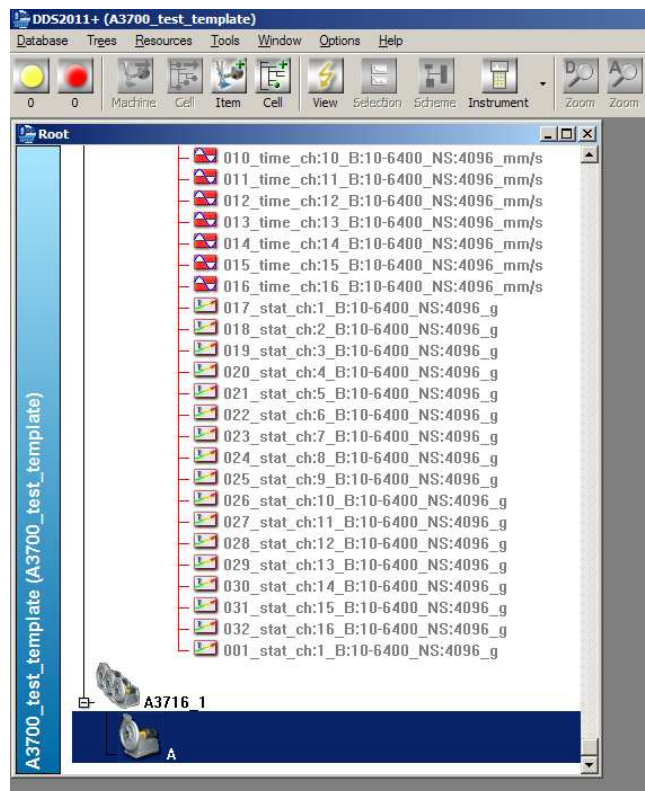 DDS2011+ (A3700_test_template)
Database Trees Resources Tools Window Options Help
0 0 Machine Cell Item Cell View Selection Scheme Instrument Zoom Zoom
Root
010_time_ch:10_B:10-6400_NS:4096_mm/s
011_time_ch:11_B:10-6400_NS:4096_mm/s
012_time_ch:12_B:10-6400_NS:4096_mm/s
013_time_ch:13_B:10-6400_NS:4096_mm/s
014_time_ch:14_B:10-6400_NS:4096_mm/s
015_time_ch:15_B:10-6400_NS:4096_mm/s
016_time_ch:16_B:10-6400_NS:4096_mm/s
017_stat_ch:1_B:10-6400_NS:4096_g
018_stat_ch:2_B:10-6400_NS:4096_g
019_stat_ch:3_B:10-6400_NS:4096_g
020_stat_ch:4_B:10-6400_NS:4096_g
021_stat_ch:5_B:10-6400_NS:4096_g
022_stat_ch:6_B:10-6400_NS:4096_g
023_stat_ch:7_B:10-6400_NS:4096_g
024_stat_ch:8_B:10-6400_NS:4096_g
025_stat_ch:9_B:10-6400_NS:4096_g
026_stat_ch:10_B:10-6400_NS:4096_g
027_stat_ch:11_B:10-6400_NS:4096_g
028_stat_ch:12_B:10-6400_NS:4096_g
029_stat_ch:13_B:10-6400_NS:4096_g
030_stat_ch:14_B:10-6400_NS:4096_g
031_stat_ch:15_B:10-6400_NS:4096_g
032_stat_ch:16_B:10-6400_NS:4096_g
001_stat_ch:1_B:10-6400_NS:4096_g
A3716_1
A
A3700_test_template (A3700_test_template)